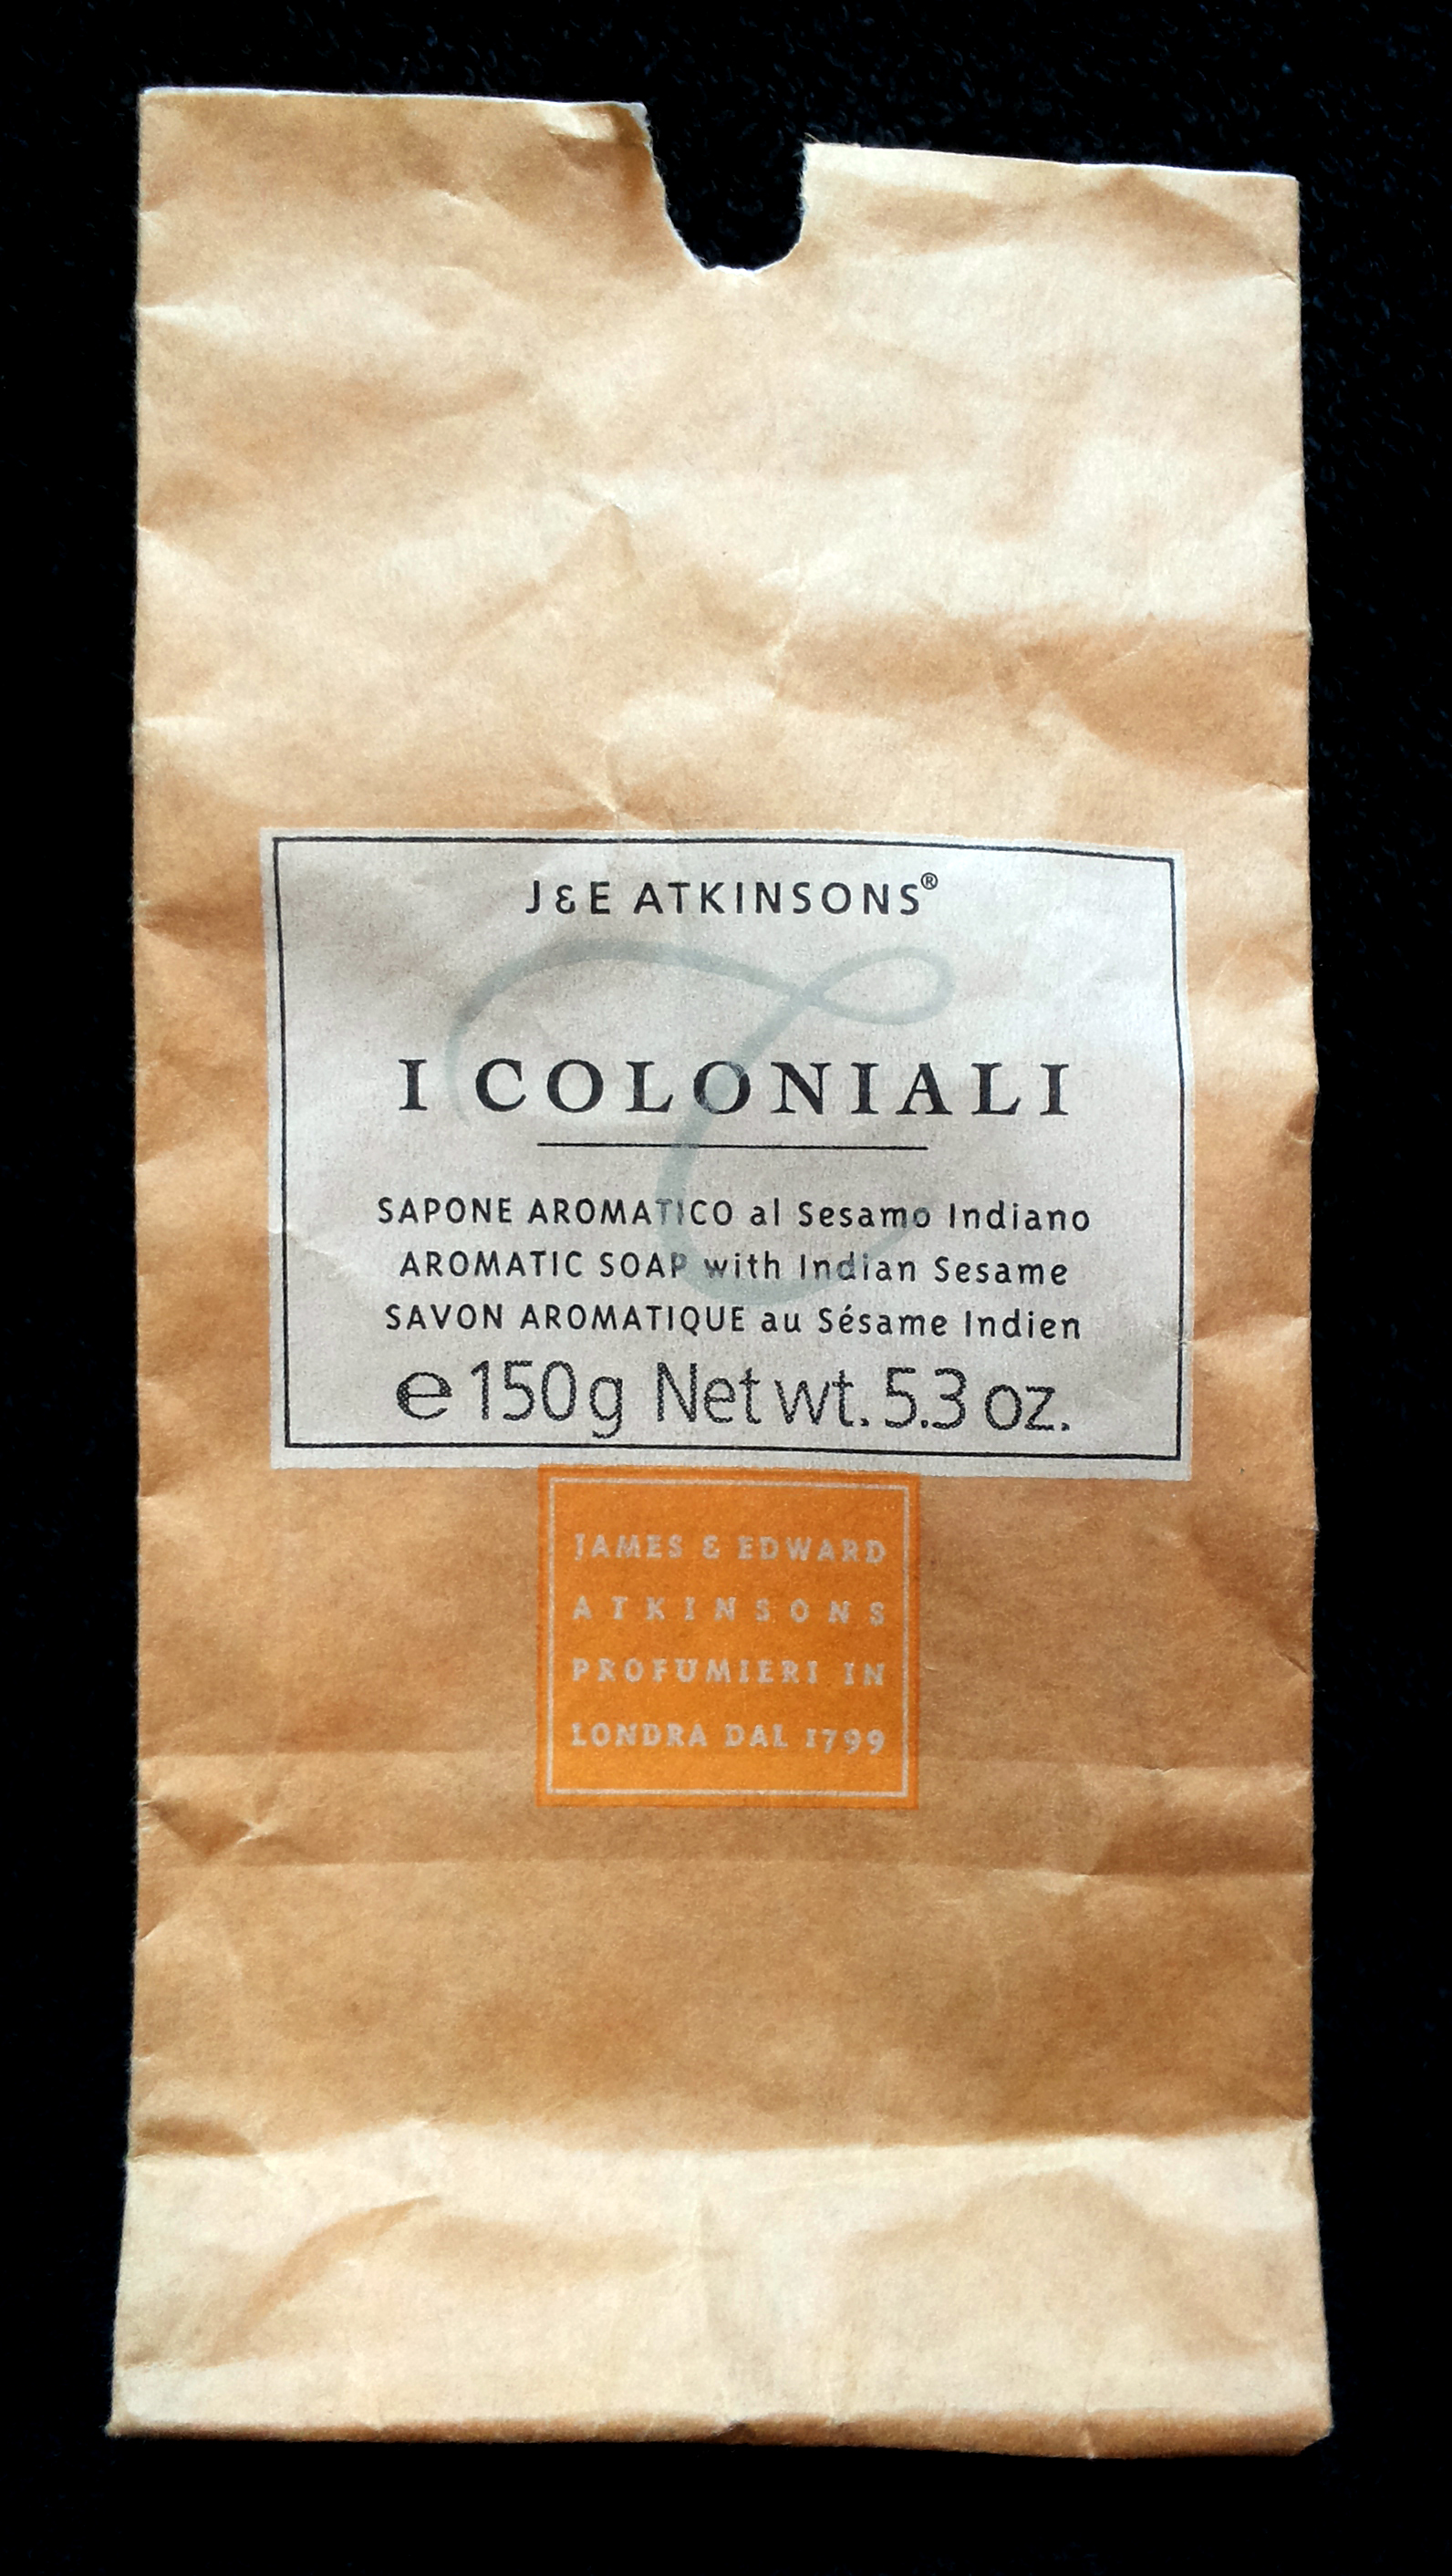 J&E ATKINSONS®
I COLONIALI
SAPONE AROMATICO al Sesamo Indiano
AROMATIC SOAP with Indian Sesame
SAVON AROMATIQUE au Sésame Indien
℮ 150g Net wt. 5.3 oz.
JAMES & EDWARD
ATKINSONS
PROFUMIERI IN
LONDRA DAL 1799